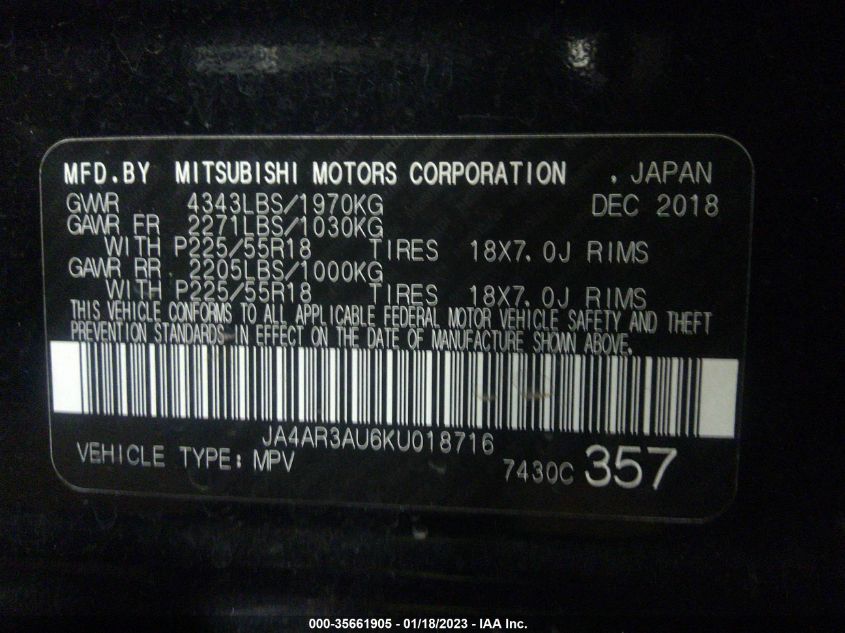 MFD.BY MITSUBISHI MOTORS CORPORATION , JAPAN
GVWR 4343LBS/1970KG DEC 2018
GAWR FR 2271LBS/1030KG
WITH P225/55R18 TIRES 18X7.0J RIMS
GAWR RR 2205LBS/1000KG
WITH P225/55R18 TIRES 18X7.0J RIMS
THIS VEHICLE CONFORMS TO ALL APPLICABLE FEDERAL MOTOR VEHICLE SAFETY AND THEFT
PREVENTION STANDARDS IN EFFECT ON THE DATE OF MANUFACTURE SHOWN ABOVE.
JA4AR3AU6KU018716
VEHICLE TYPE: MPV 7430C 357
000-35661905 - 01/18/2023 - IAA Inc.